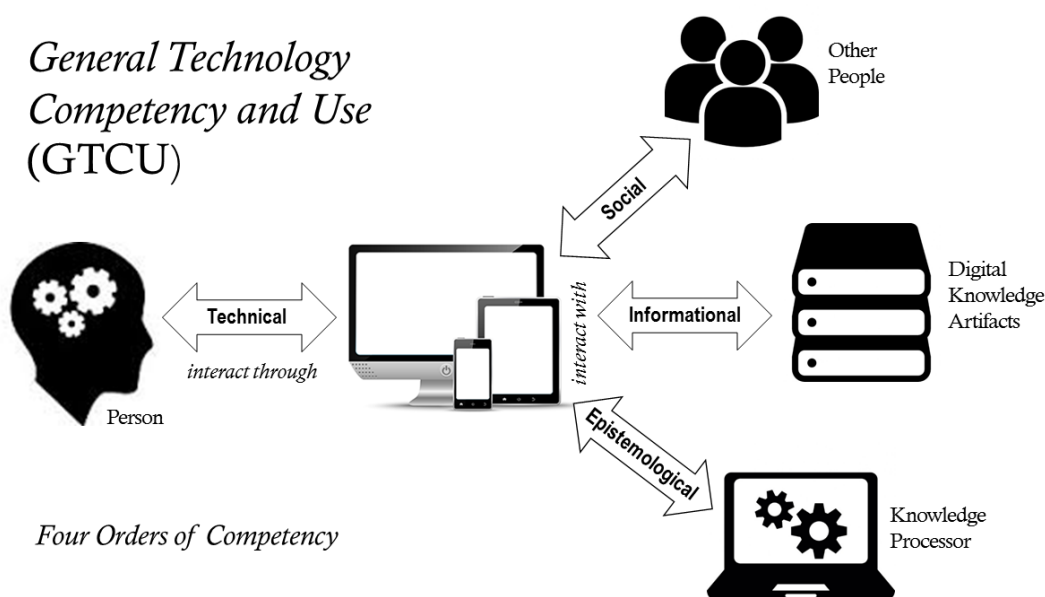 General Technology
Competency and Use
(GTCU)
Other
People
Social
Technical
interact through
Person
interact with
Informational
Digital
Knowledge
Artifacts
Epistemological
Knowledge
Processor
Four Orders of Competency